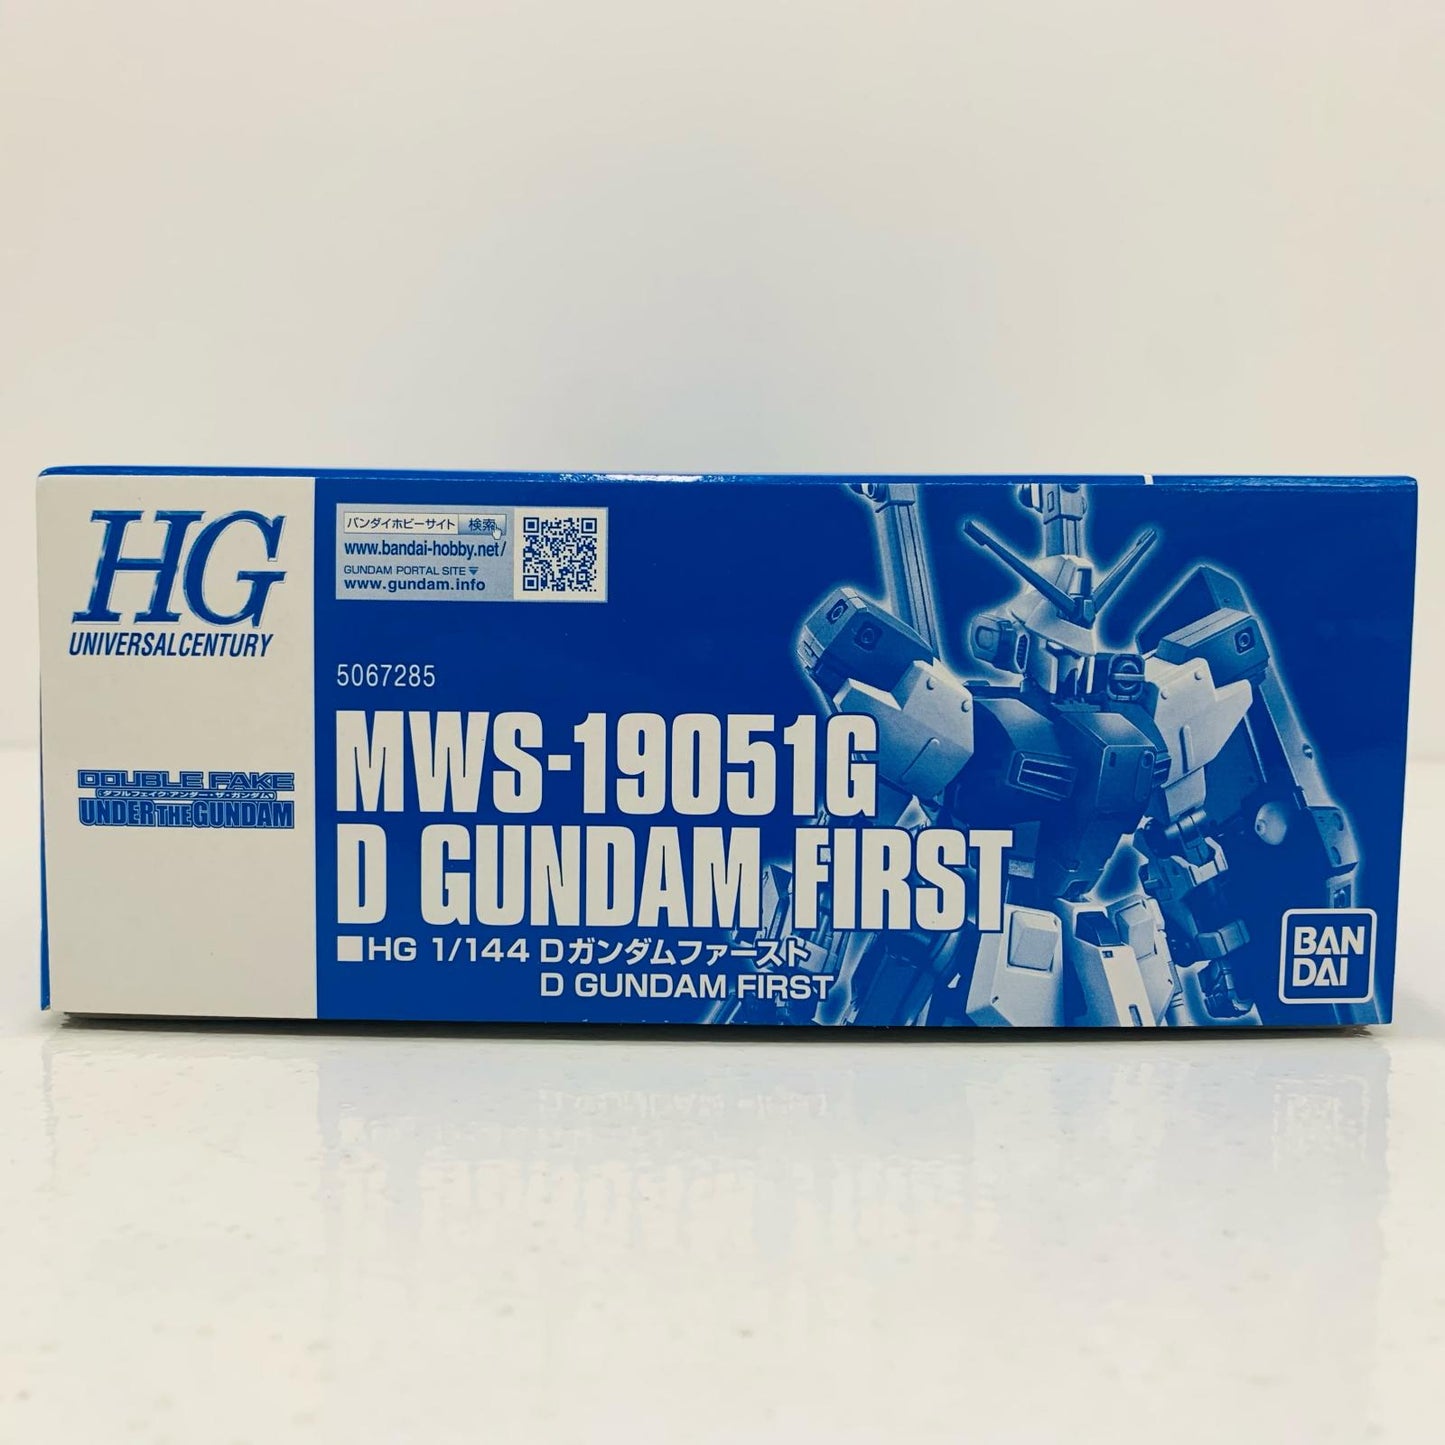 HG
UNIVERSALCENTURY
DOUBLE FAKE
ダブルフェイク・アンダー・ザ・ガンダム
UNDER THE GUNDAM
バンダイホビーサイト 検索
www.bandai-hobby.net/
GUNDAM PORTAL SITE
www.gundam.info
5067285
MWS-19051G
D GUNDAM FIRST
■HG 1/144 Dガンダムファースト
D GUNDAM FIRST
BAN
DAI